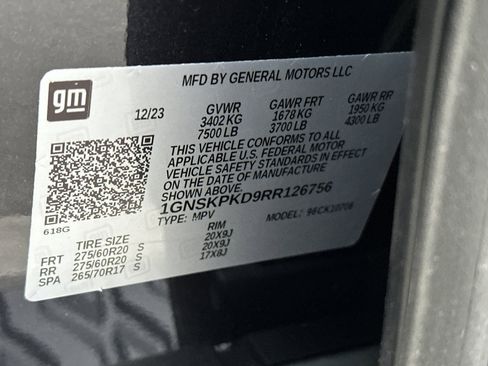 gm
MFD BY GENERAL MOTORS LLC
12/23 GVWR GAWR FRT GAWR RR
3402 KG 1678 KG 1950 KG
7500 LB 3700 LB 4300 LB
THIS VEHICLE CONFORMS TO ALL
APPLICABLE U.S. FEDERAL MOTOR
VEHICLE SAFETY STANDARDS IN EFFECT
ON THE DATE OF MANUFACTURE
SHOWN ABOVE.
1GNSKPKD9RR126756
618G TYPE: MPV MODEL: 96CK10706
TIRE SIZE RIM
FRT 275/60R20 S 20X9J
RR 275/60R20 S 20X9J
SPA 265/70R17 S 17X8J